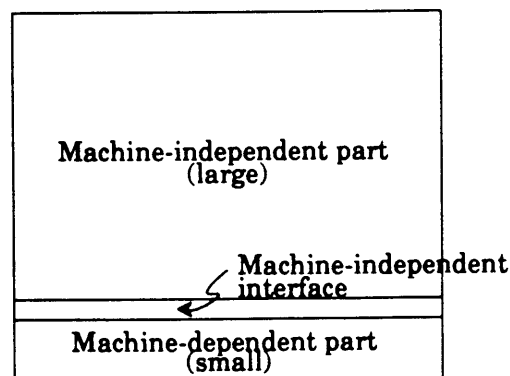 Machine-independent part
(large)
Machine-independent
interface
Machine-dependent part
(small)